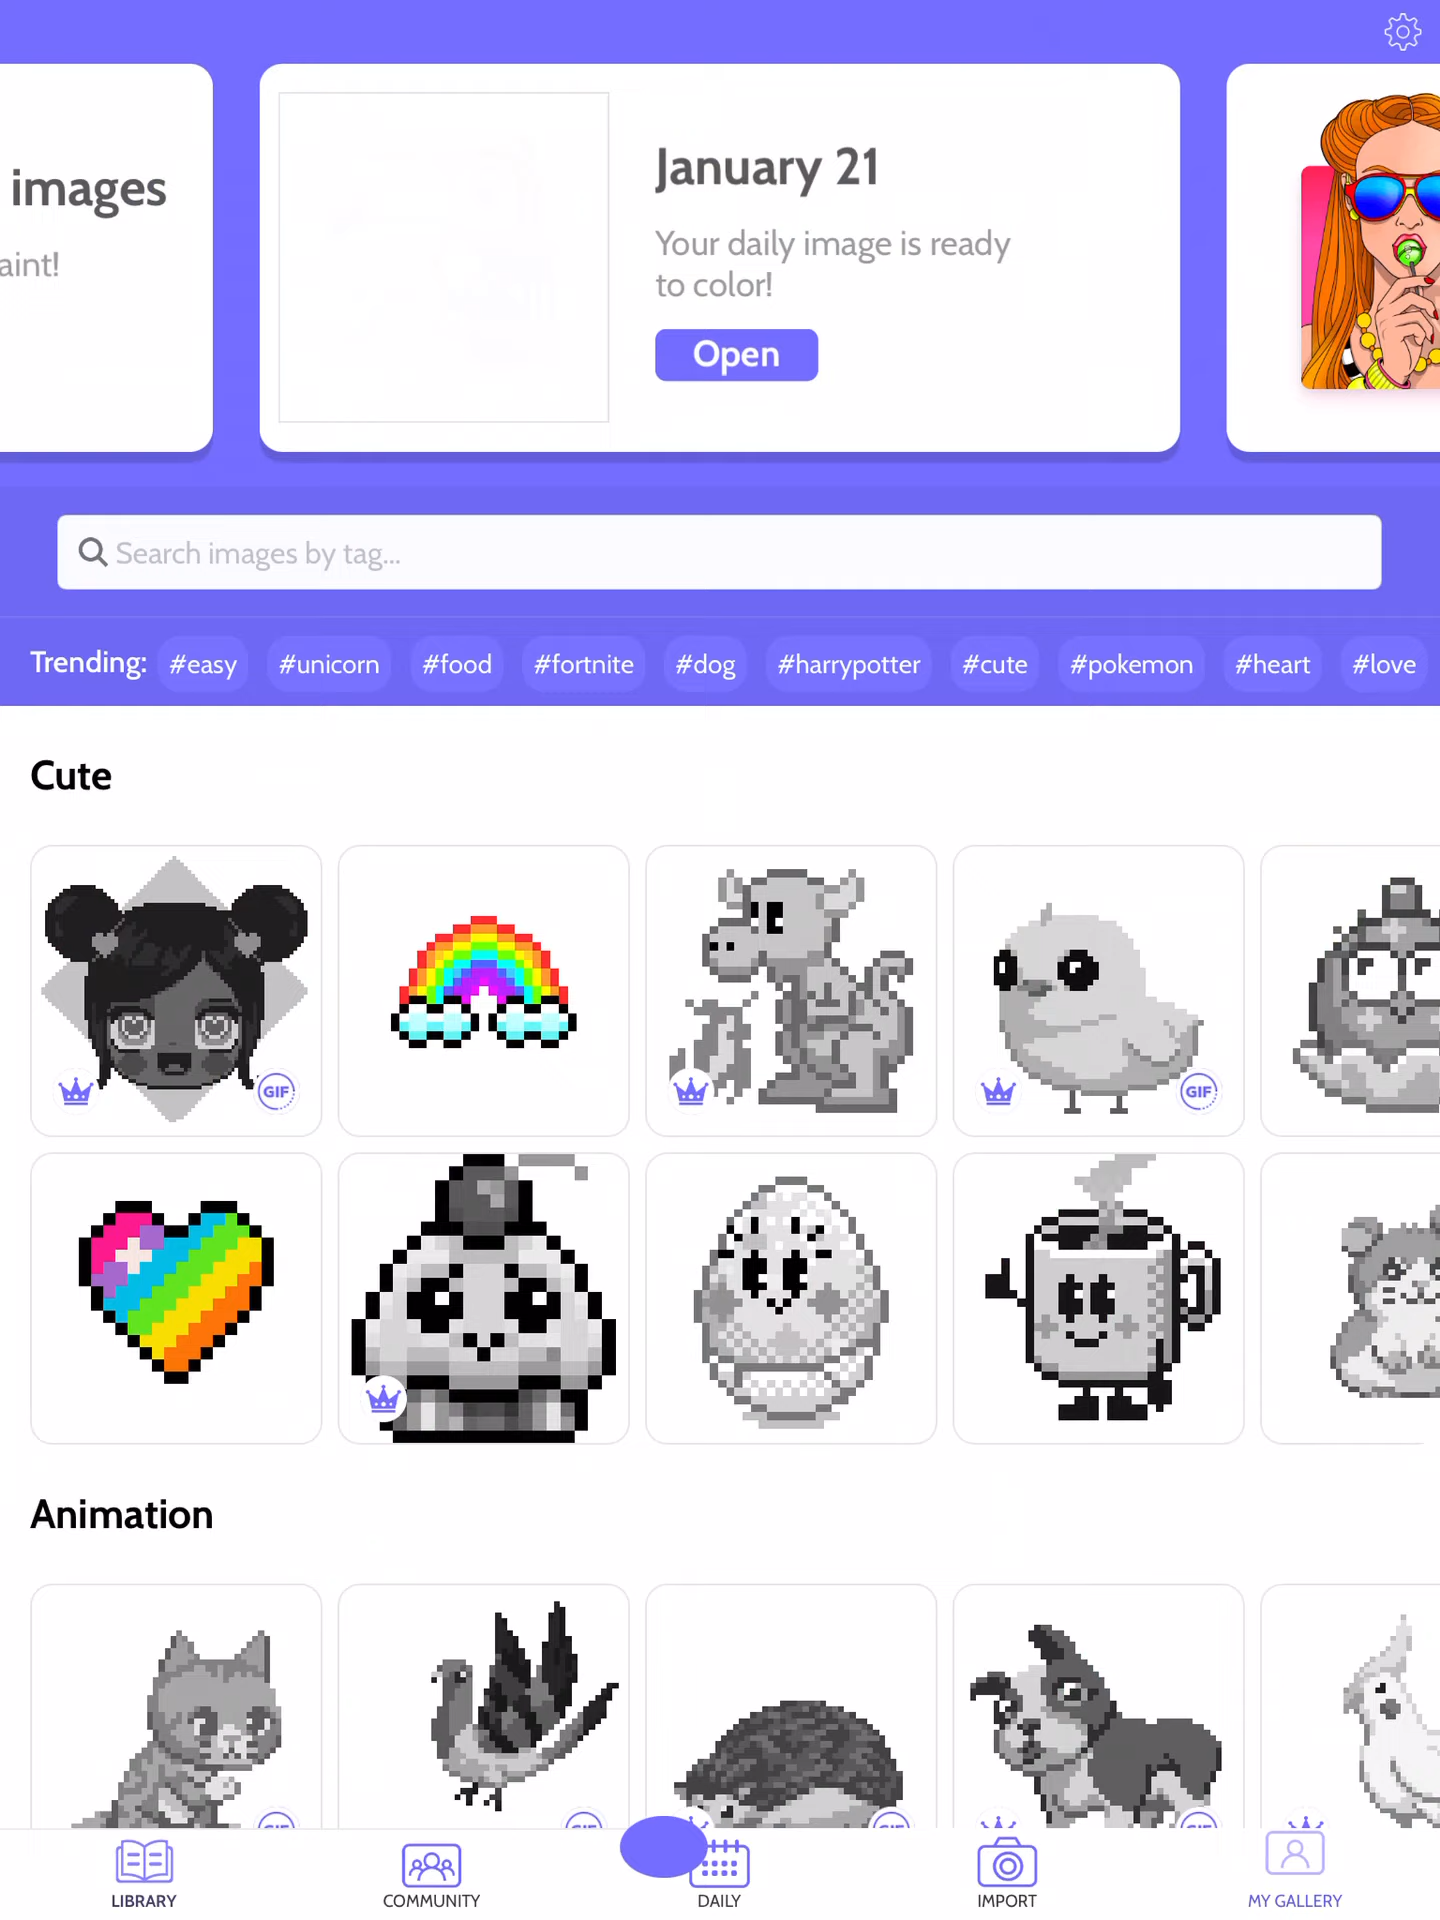 images
aint!
January 21
Your daily image is ready
to color!
Open
Search images by tag...
Trending: #easy #unicorn #food #fortnite #dog #harrypotter #cute #pokemon #heart #love
Cute
GIF
GIF
Animation
LIBRARY COMMUNITY DAILY IMPORT MY GALLERY